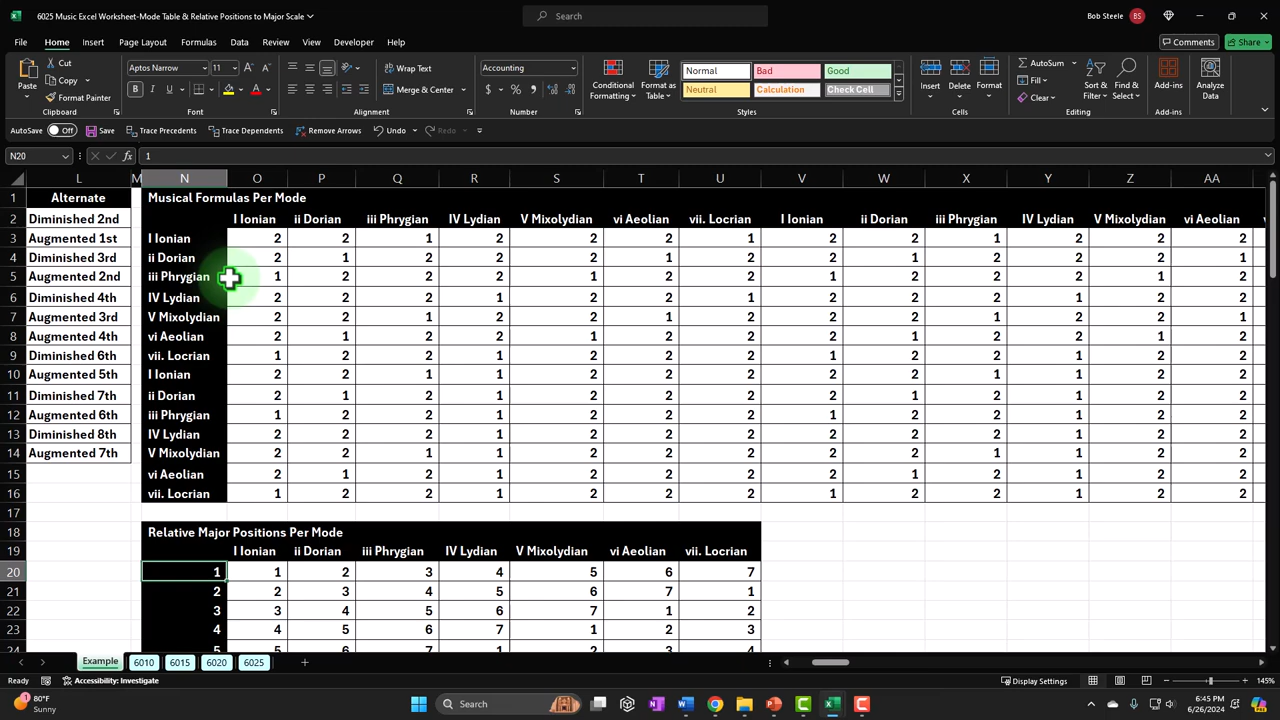 6025 Music Excel Worksheet-Mode Table & Relative Positions to Major Scale
Search
Bob Steele BS
File Home Insert Draw Page Layout Formulas Data Review View Developer Help
Comments Share
Paste
Cut
Copy
Format Painter
Clipboard
Aptos Narrow 11
B I U
Font
Wrap Text
Merge & Center
Alignment
Accounting
$ % ,
Number
Conditional Formatting
Format as Table
Normal Bad Good
Neutral Calculation Check Cell
Styles
Insert Delete Format
Cells
AutoSum
Fill
Clear
Sort & Filter
Find & Select
Editing
Add-ins
Add-ins
Analyze Data
AutoSave Off Save Trace Precedents Trace Dependents Remove Arrows Undo Redo
N20 fx 1
L M N O P Q R S T U V W X Y Z AA
1 Alternate Musical Formulas Per Mode
2 Diminished 2nd I Ionian ii Dorian iii Phrygian IV Lydian V Mixolydian vi Aeolian vii. Locrian I Ionian ii Dorian iii Phrygian IV Lydian V Mixolydian vi Aeolian v
3 Augmented 1st I Ionian 2 2 1 2 2 2 1 2 2 1 2 2 2
4 Diminished 3rd ii Dorian 2 1 2 2 2 1 2 2 1 2 2 2 1
5 Augmented 2nd iii Phrygian 1 2 2 2 1 2 2 1 2 2 2 1 2
6 Diminished 4th IV Lydian 2 2 2 1 2 2 1 2 2 2 1 2 2
7 Augmented 3rd V Mixolydian 2 2 1 2 2 1 2 2 2 1 2 2 1
8 Augmented 4th vi Aeolian 2 1 2 2 1 2 2 2 1 2 2 1 2
9 Diminished 6th vii. Locrian 1 2 2 1 2 2 2 1 2 2 1 2 2
10 Augmented 5th I Ionian 2 2 1 1 2 2 2 2 2 1 1 2 2
11 Diminished 7th ii Dorian 2 1 2 1 2 2 2 2 1 2 1 2 2
12 Augmented 6th iii Phrygian 1 2 2 1 2 2 2 1 2 2 1 2 2
13 Diminished 8th IV Lydian 2 2 2 1 2 2 2 2 2 2 1 2 2
14 Augmented 7th V Mixolydian 2 2 1 1 2 2 2 2 2 1 1 2 2
15 vi Aeolian 2 1 2 1 2 2 2 2 1 2 1 2 2
16 vii. Locrian 1 2 2 1 2 2 2 1 2 2 1 2 2
17
18 Relative Major Positions Per Mode
19 I Ionian ii Dorian iii Phrygian IV Lydian V Mixolydian vi Aeolian vii. Locrian
20 1 1 2 3 4 5 6 7
21 2 2 3 4 5 6 7 1
22 3 3 4 5 6 7 1 2
23 4 4 5 6 7 1 2 3
24 5 5 6 7 1 2 3 4
Example 6010 6015 6020 6025
Ready Accessibility: Investigate Display Settings 145%
80°F
Sunny
Search
6:45 PM
6/26/2024